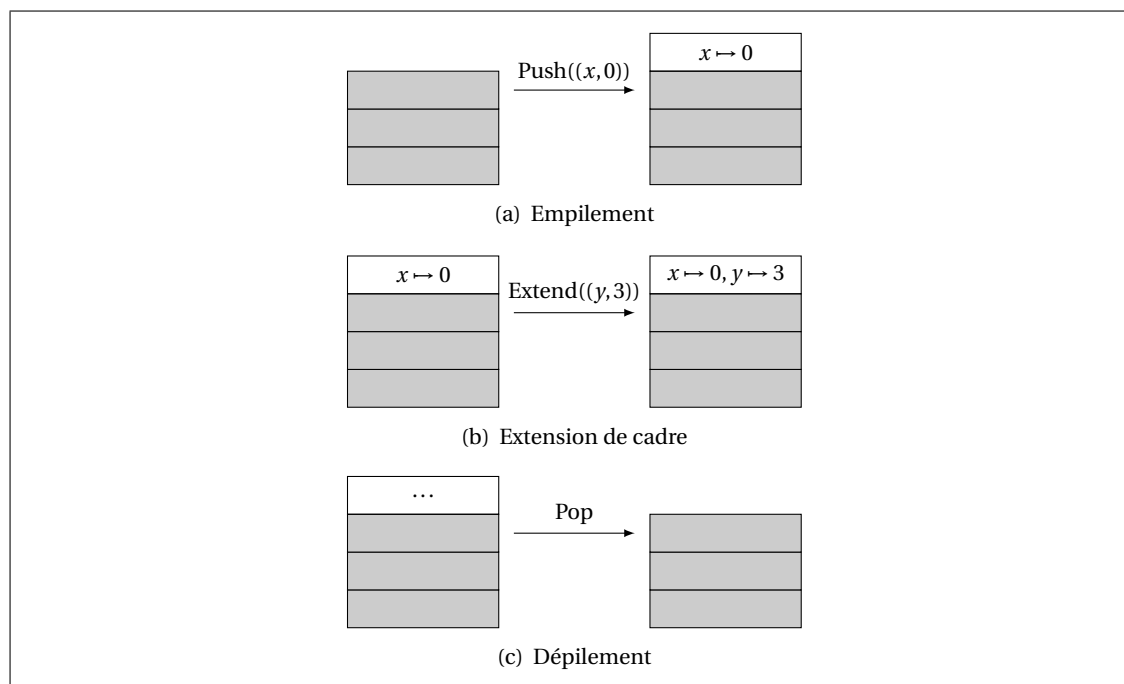 x ↦ 0
Push((x,0))
(a) Empilement
x ↦ 0
Extend((y,3))
x ↦ 0, y ↦ 3
(b) Extension de cadre
...
Pop
(c) Dépilement